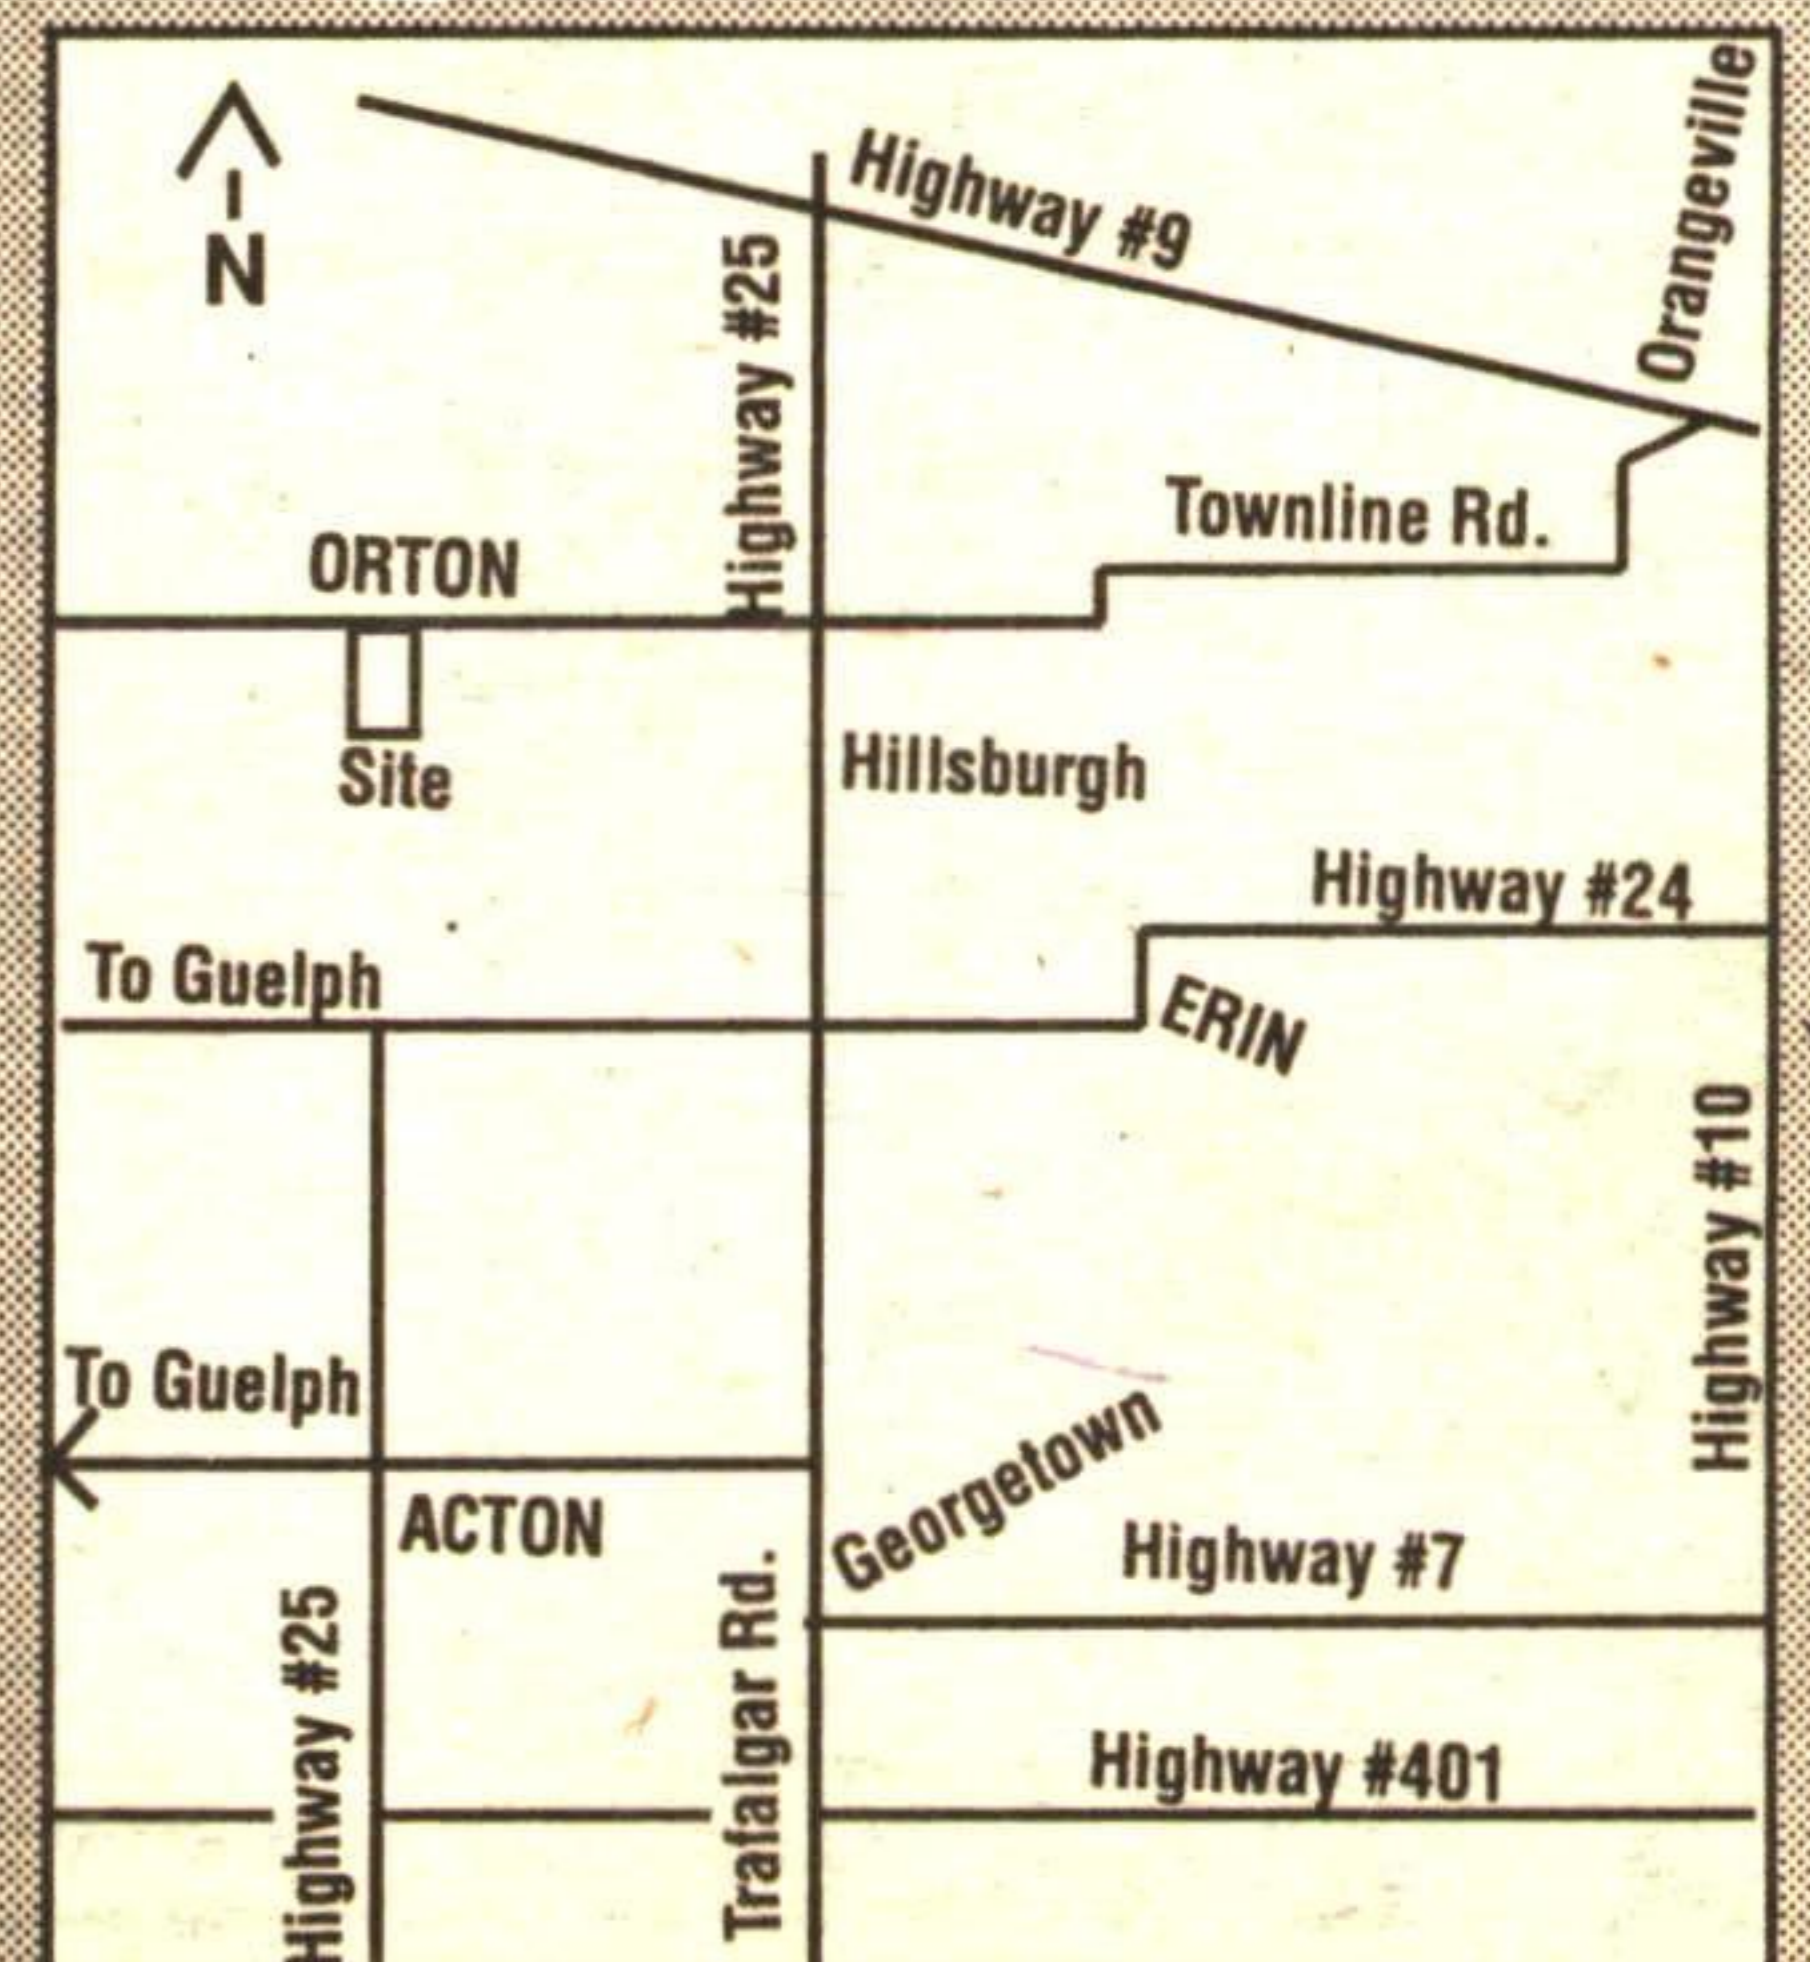 Orangeville
N
Highway #9
Highway #25
Townline Rd.
ORTON
Site
Hillsburgh
Highway #24
To Guelph
ERIN
Highway #10
To Guelph
ACTON
Georgetown
Highway #7
Highway #25
Trafalgar Rd.
Highway #401